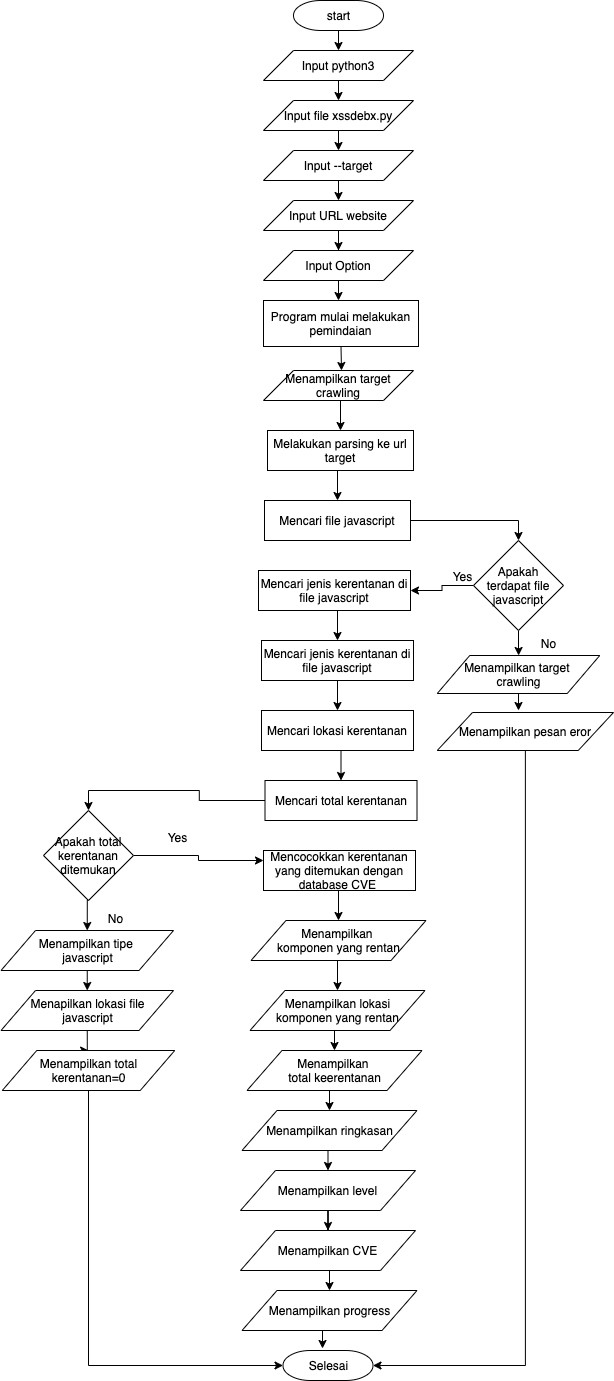 start
Input python3
Input file xssdebx.py
Input --target
Input URL website
Input Option
Program mulai melakukan
pemindaian
Menampilkan target
crawling
Melakukan parsing ke url
target
Mencari file javascript
Apakah
terdapat file
javascript
Yes
Mencari jenis kerentanan di
file javascript
No
Mencari jenis kerentanan di
file javascript
Menampilkan target
crawling
Mencari lokasi kerentanan
Menampilkan pesan eror
Mencari total kerentanan
Apakah total
kerentanan
ditemukan
Yes
Mencocokkan kerentanan
yang ditemukan dengan
database CVE
No
Menampilkan tipe
javascript
Menampilkan
komponen yang rentan
Menapilkan lokasi file
javascript
Menampilkan lokasi
komponen yang rentan
Menampilkan total
kerentanan=0
Menampilkan
total keerentanan
Menampilkan ringkasan
Menampilkan level
Menampilkan CVE
Menampilkan progress
Selesai